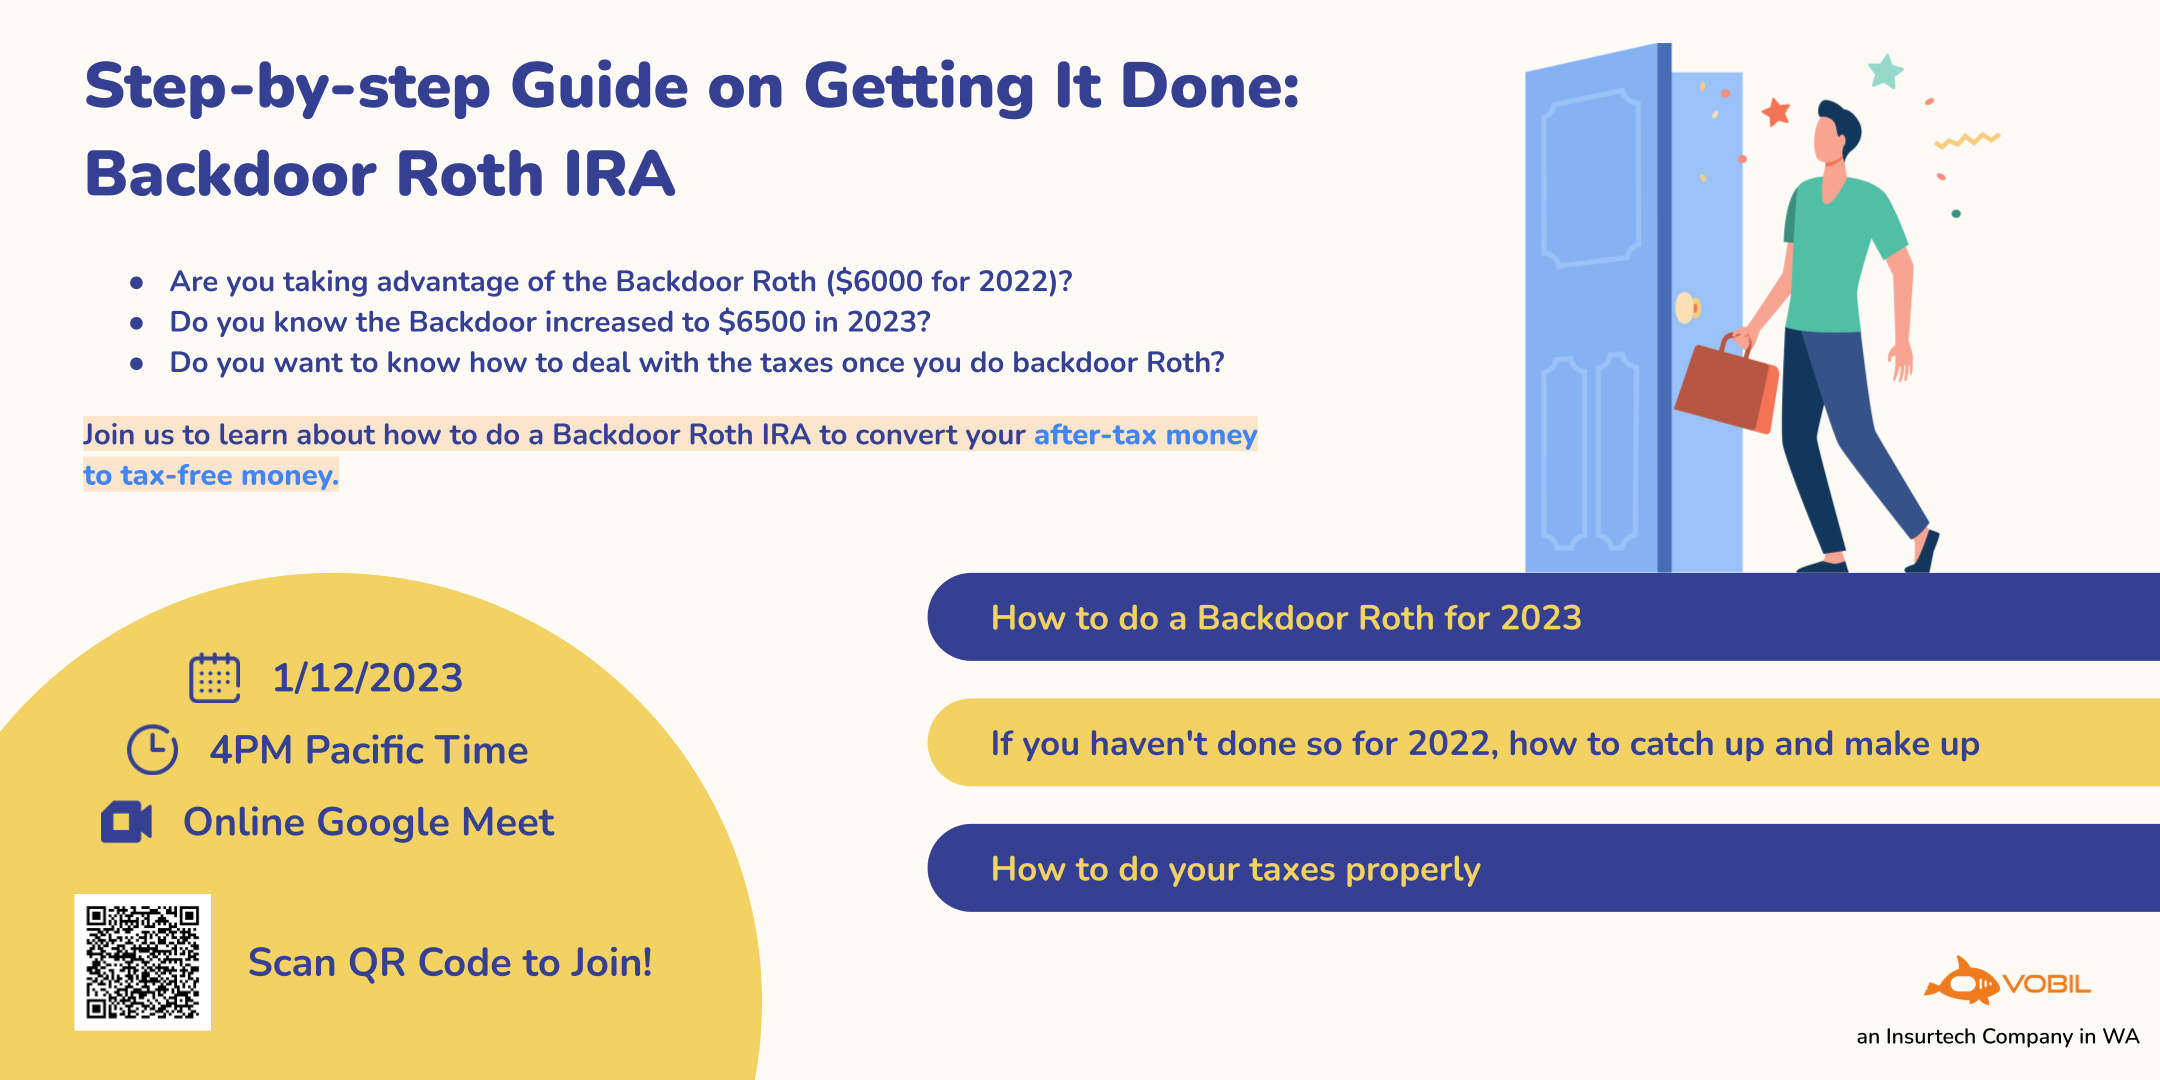 Step-by-step Guide on Getting It Done:
Backdoor Roth IRA
● Are you taking advantage of the Backdoor Roth ($6000 for 2022)?
● Do you know the Backdoor increased to $6500 in 2023?
● Do you want to know how to deal with the taxes once you do backdoor Roth?
Join us to learn about how to do a Backdoor Roth IRA to convert your after-tax money
to tax-free money.
1/12/2023
4PM Pacific Time
Online Google Meet
Scan QR Code to Join!
How to do a Backdoor Roth for 2023
If you haven't done so for 2022, how to catch up and make up
How to do your taxes properly
VOBIL
an Insurtech Company in WA